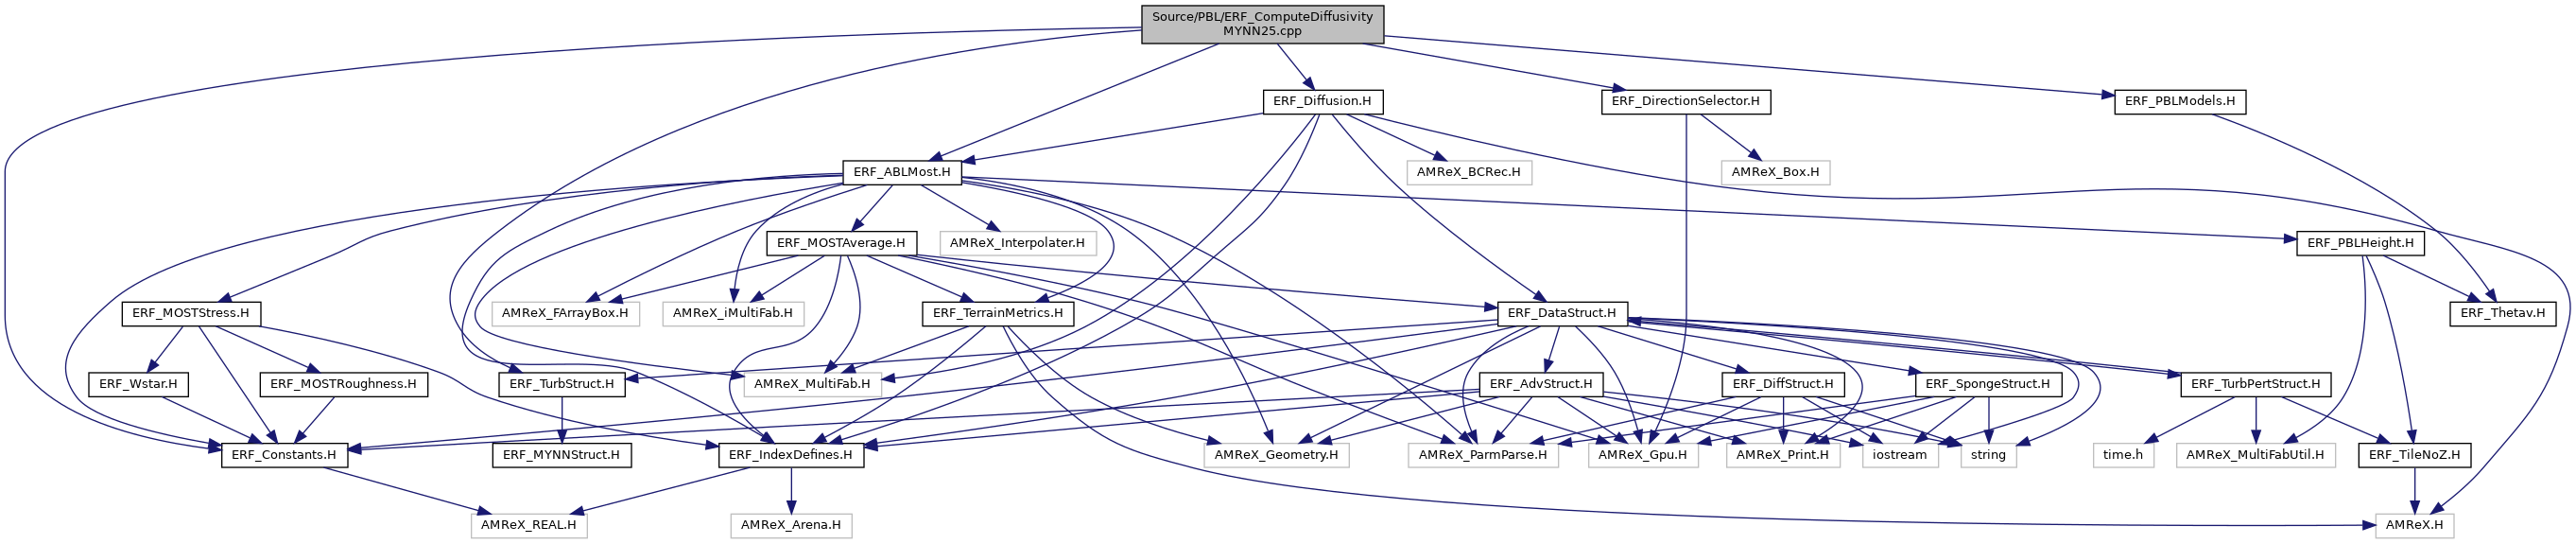 Source/PBL/ERF_ComputeDiffusivity
MYNN25.cpp
ERF_Diffusion.H
ERF_DirectionSelector.H
ERF_PBLModels.H
ERF_ABLMost.H
AMReX_BCRec.H
AMReX_Box.H
ERF_MOSTAverage.H
AMReX_Interpolater.H
ERF_PBLHeight.H
ERF_MOSTStress.H
AMReX_FArrayBox.H
AMReX_iMultiFab.H
ERF_TerrainMetrics.H
ERF_DataStruct.H
ERF_Thetav.H
ERF_Wstar.H
ERF_MOSTRoughness.H
ERF_TurbStruct.H
AMReX_MultiFab.H
ERF_AdvStruct.H
ERF_DiffStruct.H
ERF_SpongeStruct.H
ERF_TurbPertStruct.H
ERF_Constants.H
ERF_MYNNStruct.H
ERF_IndexDefines.H
AMReX_Geometry.H
AMReX_ParmParse.H
AMReX_Gpu.H
AMReX_Print.H
iostream
string
time.h
AMReX_MultiFabUtil.H
ERF_TileNoZ.H
AMReX_REAL.H
AMReX_Arena.H
AMReX.H